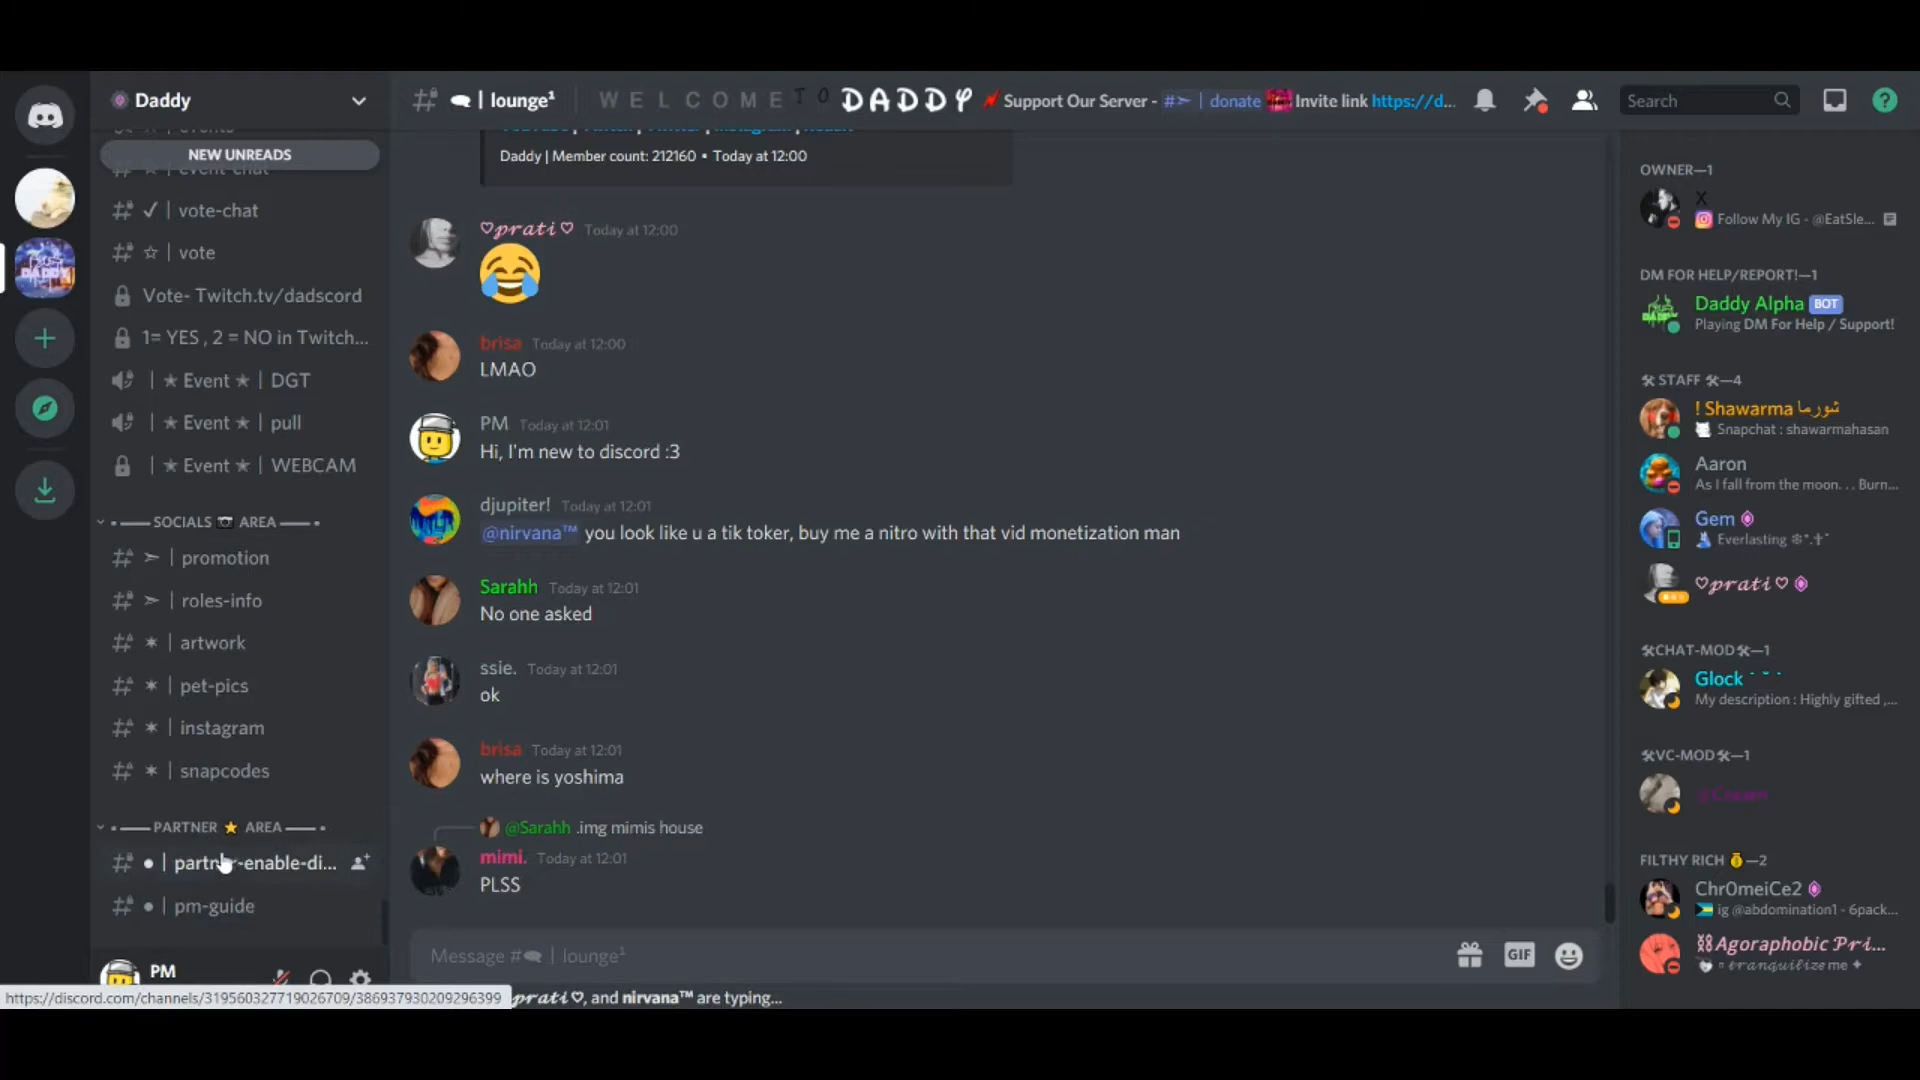 Daddy
events
NEW UNREADS
event-chat
✓ | vote-chat
☆ | vote
Vote- Twitch.tv/dadscord
1= YES , 2 = NO in Twitch...
| ★ Event ★ | DGT
| ★ Event ★ | pull
| ★ Event ★ | WEBCAM
SOCIALS 📷 AREA
➣ | promotion
➣ | roles-info
✶ | artwork
✶ | pet-pics
✶ | instagram
✶ | snapcodes
PARTNER ⭐ AREA
● | partner-enable-di...
● | pm-guide
PM
https://discord.com/channels/319560327719026709/386937930209296399
| lounge¹
WELCOME TO DADDY Support Our Server - #➣ | donate Invite link https://d...
Search
Daddy | Member count: 212160 • Today at 12:00
♡𝓅𝓇𝒶𝓉𝒾♡ Today at 12:00
brisa Today at 12:00
LMAO
PM Today at 12:01
Hi, I'm new to discord :3
djupiter! Today at 12:01
@nirvana™ you look like u a tik toker, buy me a nitro with that vid monetization man
Sarahh Today at 12:01
No one asked
ssie. Today at 12:01
ok
brisa Today at 12:01
where is yoshima
@Sarahh .img mimis house
mimi. Today at 12:01
PLSS
Message #🗨 | lounge¹
GIF
𝓅𝓇𝒶𝓉𝒾♡, and nirvana™ are typing...
OWNER—1
X
Follow My IG - @EatSle...
DM FOR HELP/REPORT!—1
Daddy Alpha BOT
Playing DM For Help / Support!
🛠 STAFF 🛠—4
! Shawarma شورما
Snapchat : shawarmahasan
Aaron
As I fall from the moon. . . Burn...
Gem
Everlasting
♡𝓅𝓇𝒶𝓉𝒾♡
🛠CHAT-MOD🛠—1
Glock
My description : Highly gifted ,...
🛠VC-MOD🛠—1
FILTHY RICH 💰—2
Chr0meiCe2
ig @abdomination1 - 6pack...
⛓Agoraphobic 𝒫𝓇𝒾...
tranquilize me ✦